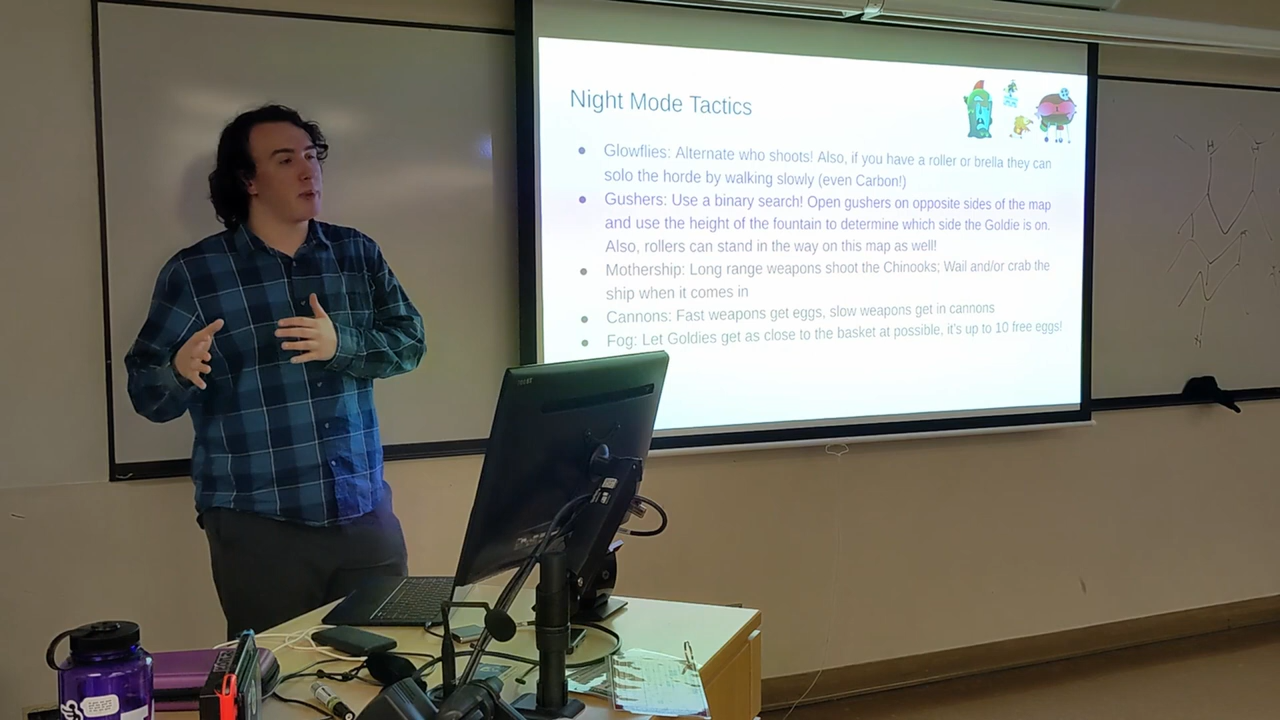 Night Mode Tactics
● Glowflies: Alternate who shoots! Also, if you have a roller or brella they can
solo the horde by walking slowly (even Carbon!)
● Gushers: Use a binary search! Open gushers on opposite sides of the map
and use the height of the fountain to determine which side the Goldie is on.
Also, rollers can stand in the way on this map as well!
● Mothership: Long range weapons shoot the Chinooks; Wail and/or crab the
ship when it comes in
● Cannons: Fast weapons get eggs, slow weapons get in cannons
● Fog: Let Goldies get as close to the basket at possible, it's up to 10 free eggs!